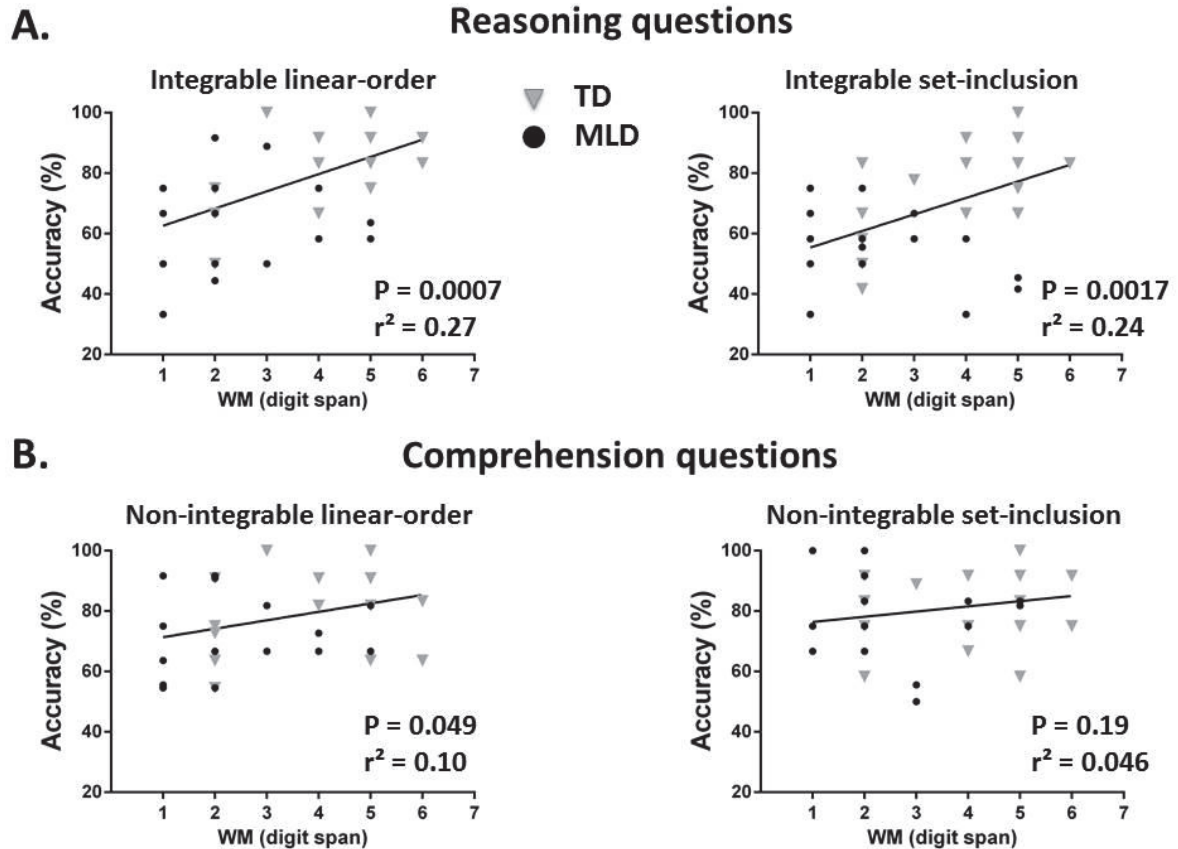 A.
Reasoning questions
Integrable linear-order
TD
MLD
Integrable set-inclusion
Accuracy (%)
100
80
60
40
20
P = 0.0007
r² = 0.27
1 2 3 4 5 6 7
WM (digit span)
Accuracy (%)
100
80
60
40
20
P = 0.0017
r² = 0.24
1 2 3 4 5 6 7
WM (digit span)
B.
Comprehension questions
Non-integrable linear-order
Non-integrable set-inclusion
Accuracy (%)
100
80
60
40
20
P = 0.049
r² = 0.10
1 2 3 4 5 6 7
WM (digit span)
Accuracy (%)
100
80
60
40
20
P = 0.19
r² = 0.046
1 2 3 4 5 6 7
WM (digit span)